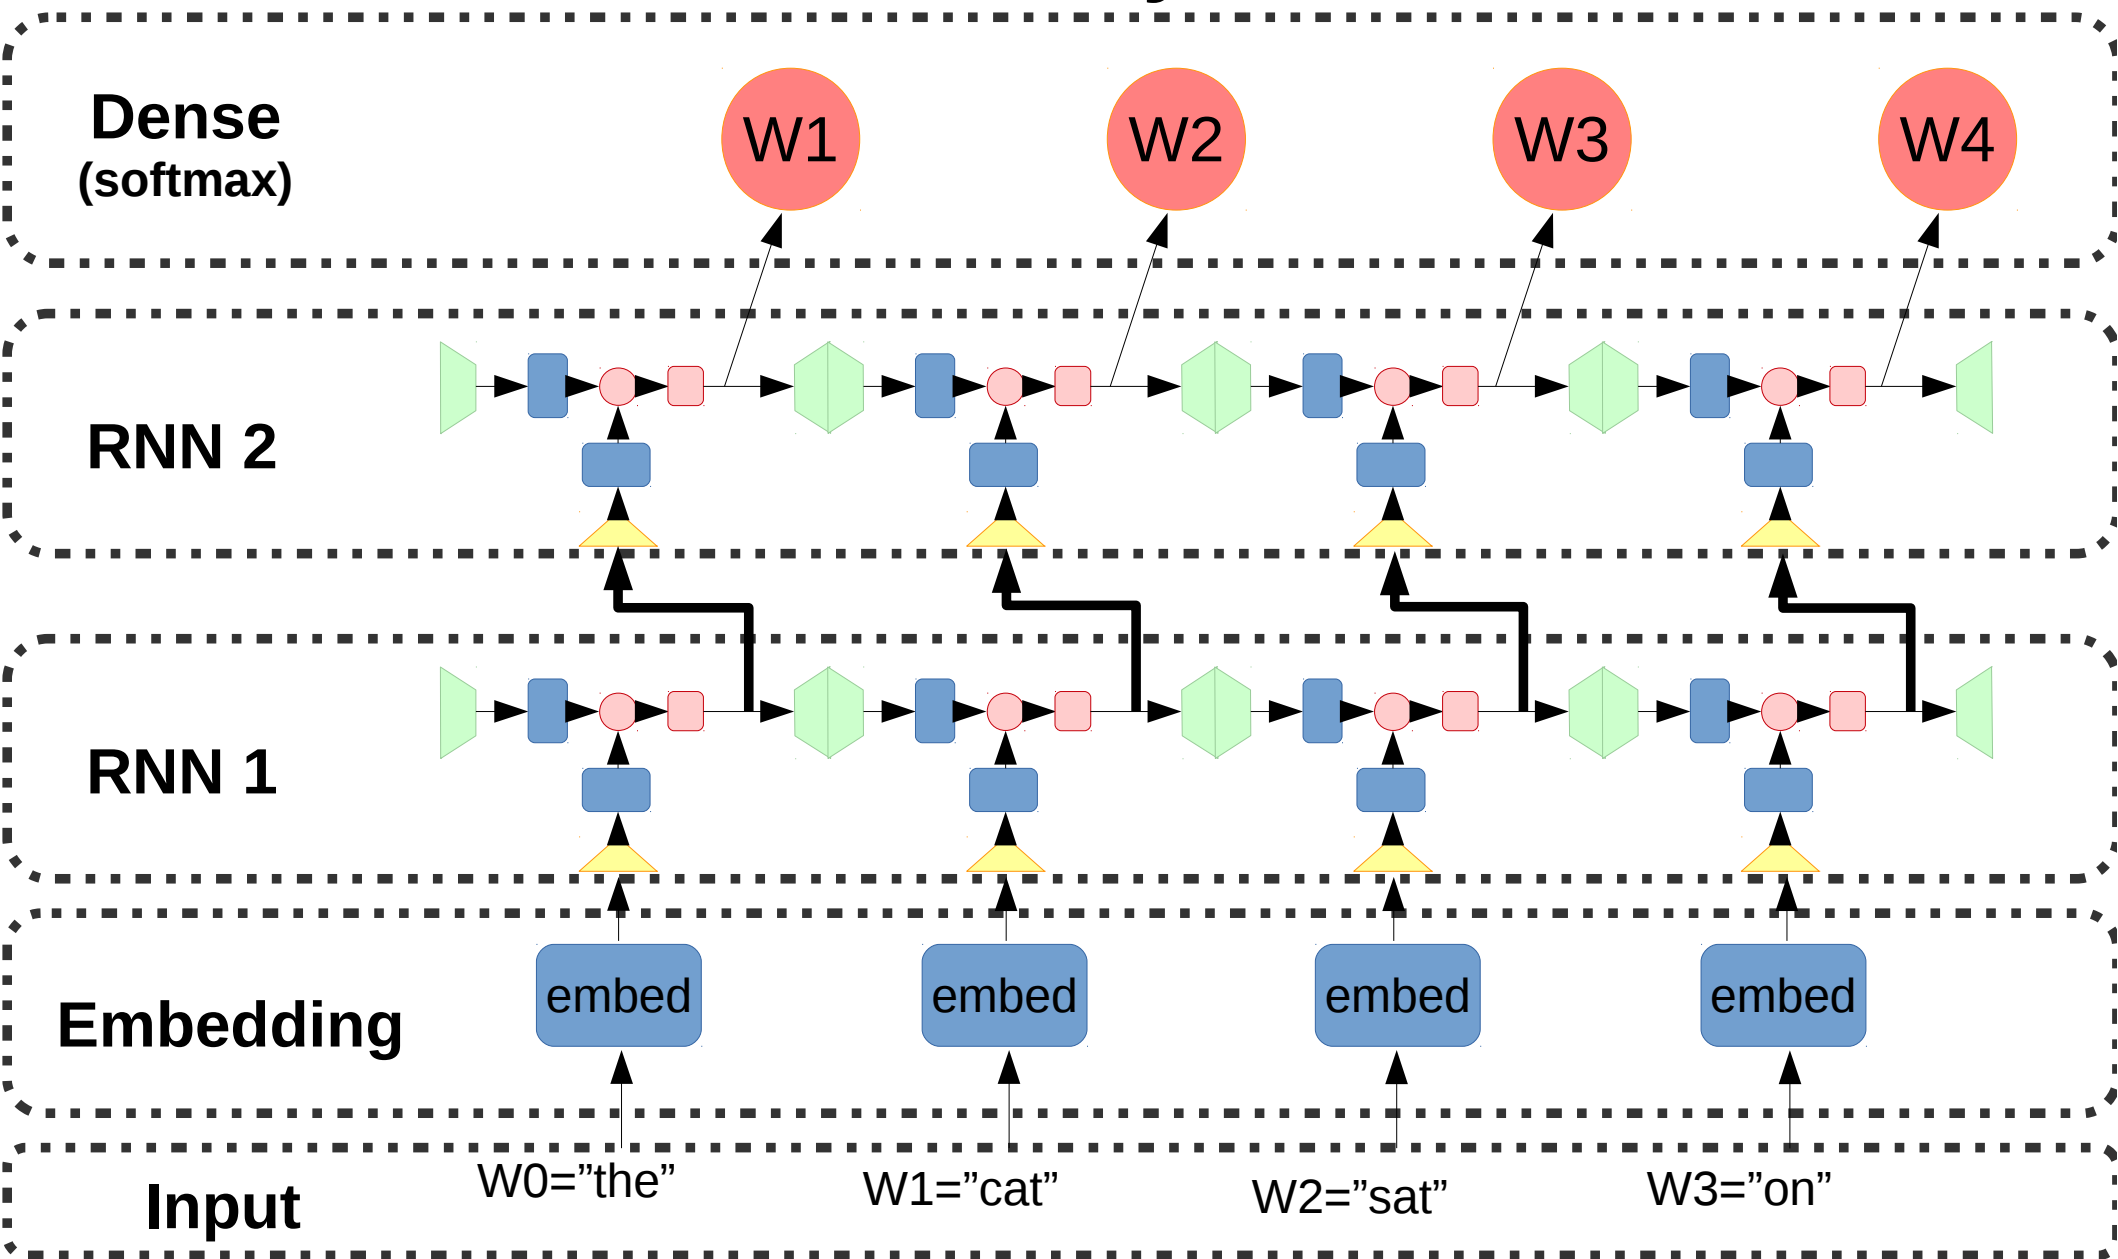 Dense
(softmax)
W1
W2
W3
W4
RNN 2
RNN 1
Embedding
embed
embed
embed
embed
Input
W0=”the”
W1=”cat”
W2=”sat”
W3=”on”